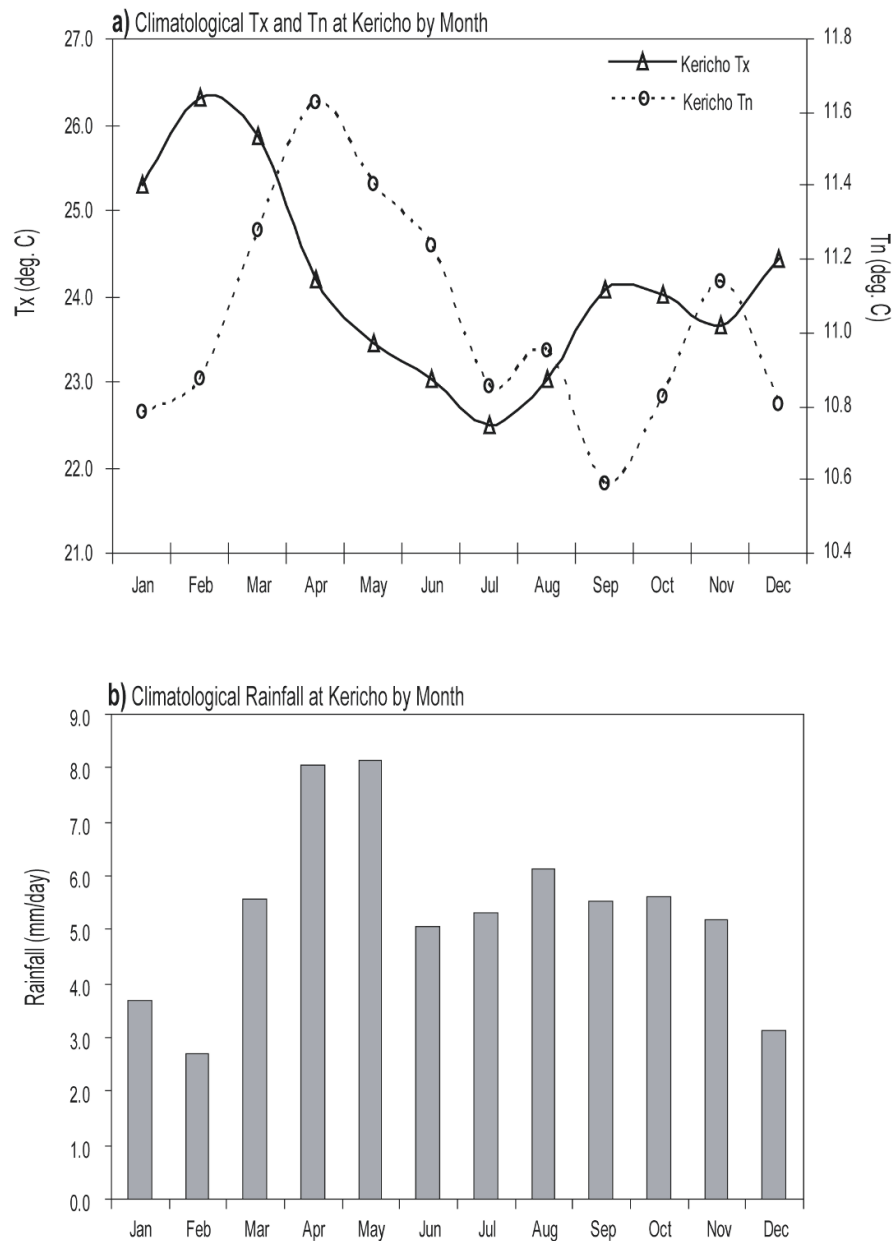 a) Climatological Tx and Tn at Kericho by Month
27.0
26.0
25.0
24.0
23.0
22.0
21.0
Tx (deg. C)
11.8
11.6
11.4
11.2
11.0
10.8
10.6
10.4
Tn (deg. C)
Kericho Tx
Kericho Tn
Jan Feb Mar Apr May Jun Jul Aug Sep Oct Nov Dec
b) Climatological Rainfall at Kericho by Month
9.0
8.0
7.0
6.0
5.0
4.0
3.0
2.0
1.0
0.0
Rainfall (mm/day)
Jan Feb Mar Apr May Jun Jul Aug Sep Oct Nov Dec